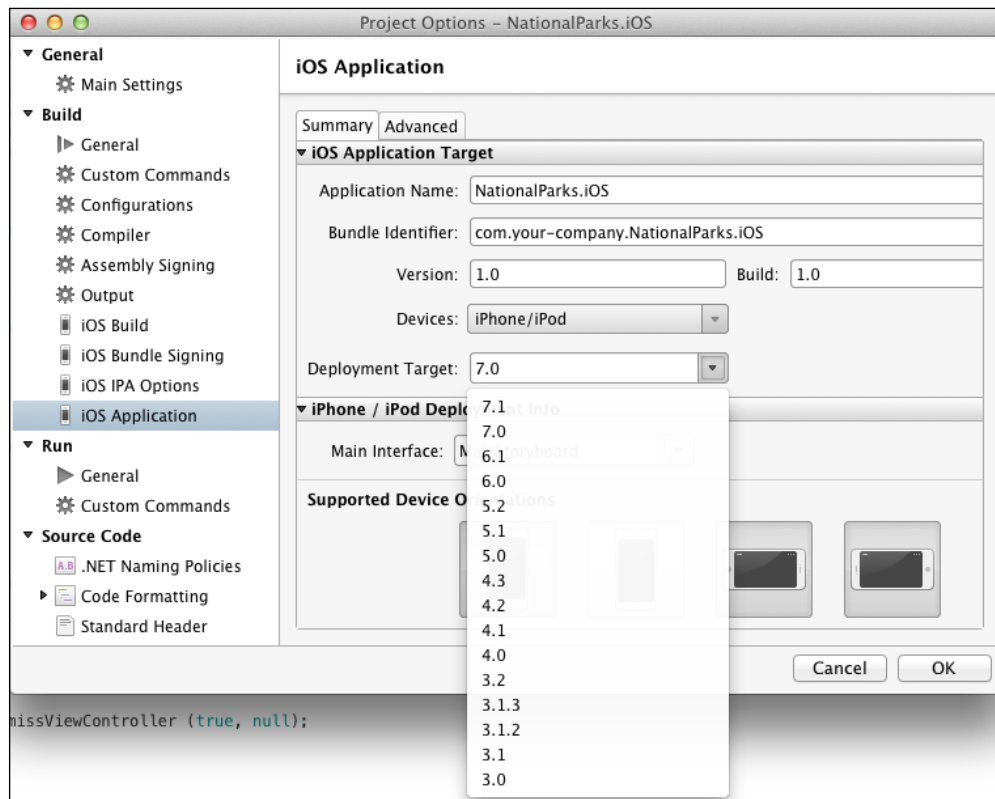 Project Options – NationalParks.iOS
General
Main Settings
Build
General
Custom Commands
Configurations
Compiler
Assembly Signing
Output
iOS Build
iOS Bundle Signing
iOS IPA Options
iOS Application
Run
General
Custom Commands
Source Code
A.B .NET Naming Policies
Code Formatting
Standard Header
iOS Application
Summary Advanced
iOS Application Target
Application Name: NationalParks.iOS
Bundle Identifier: com.your-company.NationalParks.iOS
Version: 1.0 Build: 1.0
Devices: iPhone/iPod
Deployment Target: 7.0
iPhone / iPod Deployment Info
Main Interface: MainStoryboard
Supported Device Orientations
7.1
7.0
6.1
6.0
5.2
5.1
5.0
4.3
4.2
4.1
4.0
3.2
3.1.3
3.1.2
3.1
3.0
Cancel OK
missViewController (true, null);